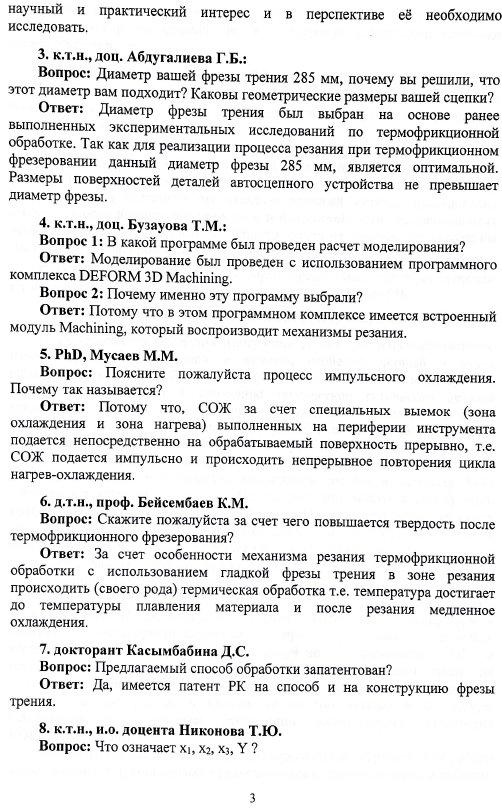 научный и практический интерес и в перспективе её необходимо
исследовать.
3. к.т.н., доц. Абдугалиева Г.Б.:
Вопрос: Диаметр вашей фрезы трения 285 мм, почему вы решили, что
этот диаметр вам подходит? Каковы геометрические размеры вашей сцепки?
Ответ: Диаметр фрезы трения был выбран на основе ранее
выполненных экспериментальных исследований по термофрикционной
обработке. Так как для реализации процесса резания при термофрикционном
фрезеровании данный диаметр фрезы 285 мм, является оптимальной.
Размеры поверхностей деталей автосцепного устройства не превышает
диаметр фрезы.
4. к.т.н., доц. Бузауова Т.М.:
Вопрос 1: В какой программе был проведен расчет моделирования?
Ответ: Моделирование был проведен с использованием программного
комплекса DEFORM 3D Machining.
Вопрос 2: Почему именно эту программу выбрали?
Ответ: Потому что в этом программном комплексе имеется встроенный
модуль Machining, который воспроизводит механизмы резания.
5. PhD, Мусаев М.М.
Вопрос: Поясните пожалуйста процесс импульсного охлаждения.
Почему так называется?
Ответ: Потому что, СОЖ за счет специальных выемок (зона
охлаждения и зона нагрева) выполненных на периферии инструмента
подается непосредственно на обрабатываемый поверхность прерывно, т.е.
СОЖ подается импульсно и происходить непрерывное повторения цикла
нагрев-охлаждения.
6. д.т.н., проф. Бейсембаев К.М.
Вопрос: Скажите пожалуйста за счет чего повышается твердость после
термофрикционного фрезерования?
Ответ: За счет особенности механизма резания термофрикционной
обработки с использованием гладкой фрезы трения в зоне резания
происходить (своего рода) термическая обработка т.е. температура достигает
до температуры плавления материала и после резания медленное
охлаждения.
7. докторант Касымбабина Д.С.
Вопрос: Предлагаемый способ обработки запатентован?
Ответ: Да, имеется патент РК на способ и на конструкцию фрезы
трения.
8. к.т.н., и.о. доцента Никонова Т.Ю.
Вопрос: Что означает x₁, x₂, x₃, Y ?
3